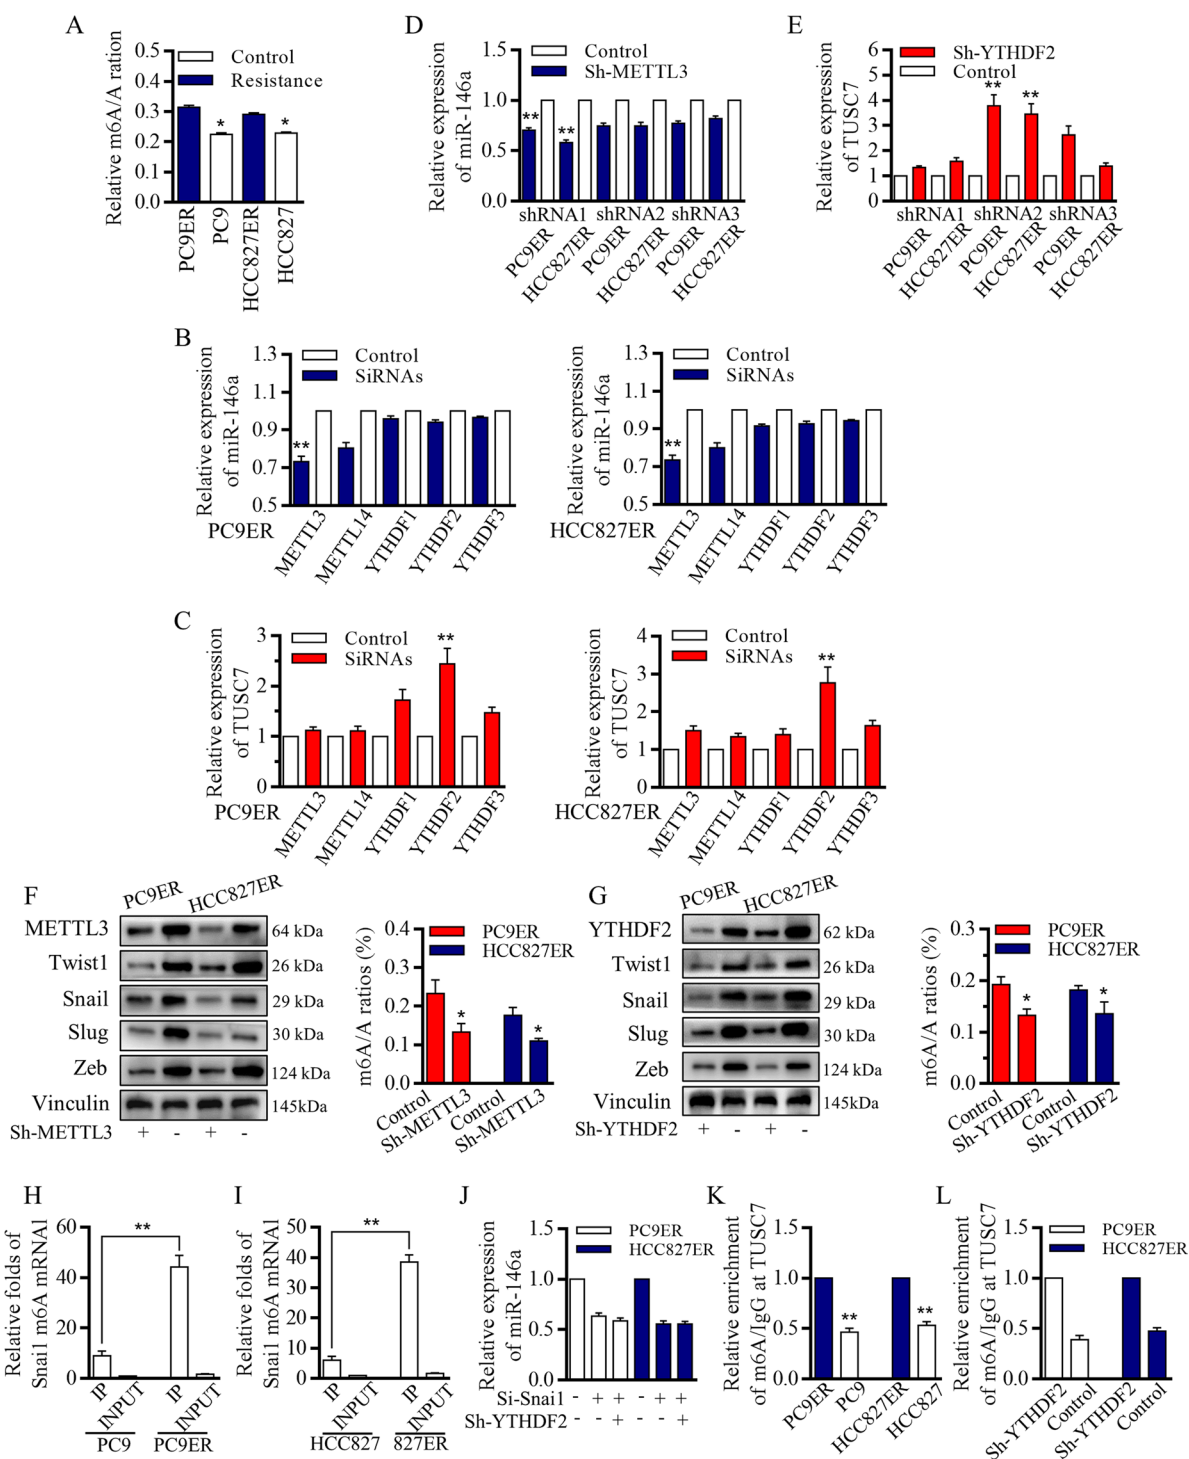 A
Relative m6A/A ration
0.5
0.4
0.3
0.2
0.1
0.0
Control
Resistance
*
*
PC9ER
PC9
HCC827ER
HCC827
D
Relative expression
of miR-146a
1.5
1.0
0.5
0.0
Control
Sh-METTL3
**
**
shRNA1
shRNA2
shRNA3
PC9ER
HCC827ER
PC9ER
HCC827ER
PC9ER
HCC827ER
E
Relative expression
of TUSC7
6
5
4
3
2
1
0
Sh-YTHDF2
Control
**
**
shRNA1
shRNA2
shRNA3
PC9ER
HCC827ER
PC9ER
HCC827ER
PC9ER
HCC827ER
B
Relative expression
of miR-146a
1.3
1.1
0.9
0.7
0.5
Control
SiRNAs
**
PC9ER
METTL3
METTL14
YTHDF1
YTHDF2
YTHDF3
Relative expression
of miR-146a
1.3
1.1
0.9
0.7
0.5
Control
SiRNAs
**
HCC827ER
METTL3
METTL14
YTHDF1
YTHDF2
YTHDF3
C
Relative expression
of TUSC7
3
2
1
0
Control
SiRNAs
**
PC9ER
METTL3
METTL14
YTHDF1
YTHDF2
YTHDF3
Relative expression
of TUSC7
4
3
2
1
0
Control
SiRNAs
**
HCC827ER
METTL3
METTL14
YTHDF1
YTHDF2
YTHDF3
F
PC9ER HCC827ER
METTL3 64 kDa
Twist1 26 kDa
Snail 29 kDa
Slug 30 kDa
Zeb 124 kDa
Vinculin 145kDa
Sh-METTL3 + - + -
m6A/A ratios (%)
0.4
0.3
0.2
0.1
0.0
PC9ER
HCC827ER
*
*
Control
Sh-METTL3
Control
Sh-METTL3
G
PC9ER HCC827ER
YTHDF2 62 kDa
Twist1 26 kDa
Snail 29 kDa
Slug 30 kDa
Zeb 124 kDa
Vinculin 145kDa
Sh-YTHDF2 + - + -
m6A/A ratios (%)
0.3
0.2
0.1
0.0
PC9ER
HCC827ER
*
*
Control
Sh-YTHDF2
Control
Sh-YTHDF2
H
Relative folds of
Snai1 m6A mRNAl
60
40
20
0
**
IP
INPUT
IP
INPUT
PC9
PC9ER
I
Relative folds of
Snai1 m6A mRNAl
50
40
30
20
10
0
**
IP
INPUT
IP
INPUT
HCC827
827ER
J
Relative expression
of miR-146a
1.5
1.0
0.5
0.0
PC9ER
HCC827ER
Si-Snai1 - + + - + +
Sh-YTHDF2 - - + - - +
K
Relative enrichment
of m6A/IgG at TUSC7
1.5
1.0
0.5
0.0
**
**
PC9ER
PC9
HCC827ER
HCC827
L
Relative enrichment
of m6A/IgG at TUSC7
1.5
1.0
0.5
0.0
PC9ER
HCC827ER
Sh-YTHDF2
Control
Sh-YTHDF2
Control